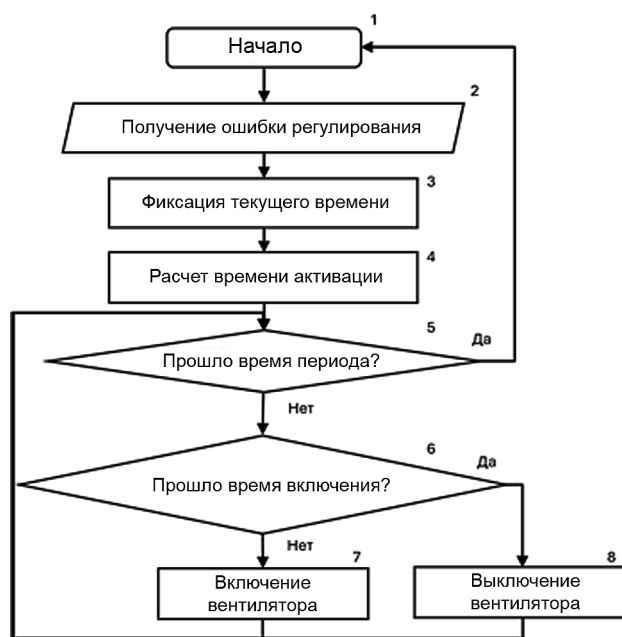 1
Начало
2
Получение ошибки регулирования
3
Фиксация текущего времени
4
Расчет времени активации
5
Да
Прошло время периода?
Нет
6
Да
Прошло время включения?
Нет
7
8
Включение
вентилятора
Выключение
вентилятора